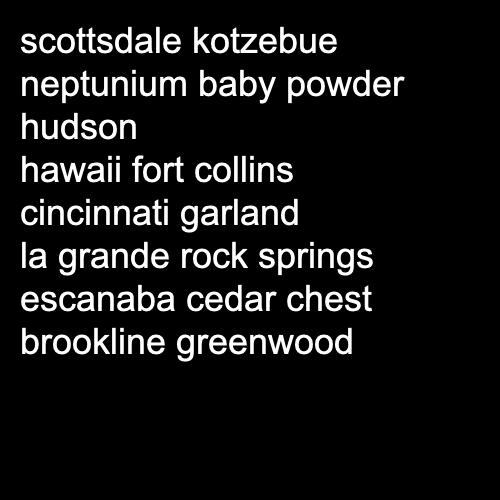 scottsdale kotzebue
neptunium baby powder
hudson
hawaii fort collins
cincinnati garland
la grande rock springs
escanaba cedar chest
brookline greenwood